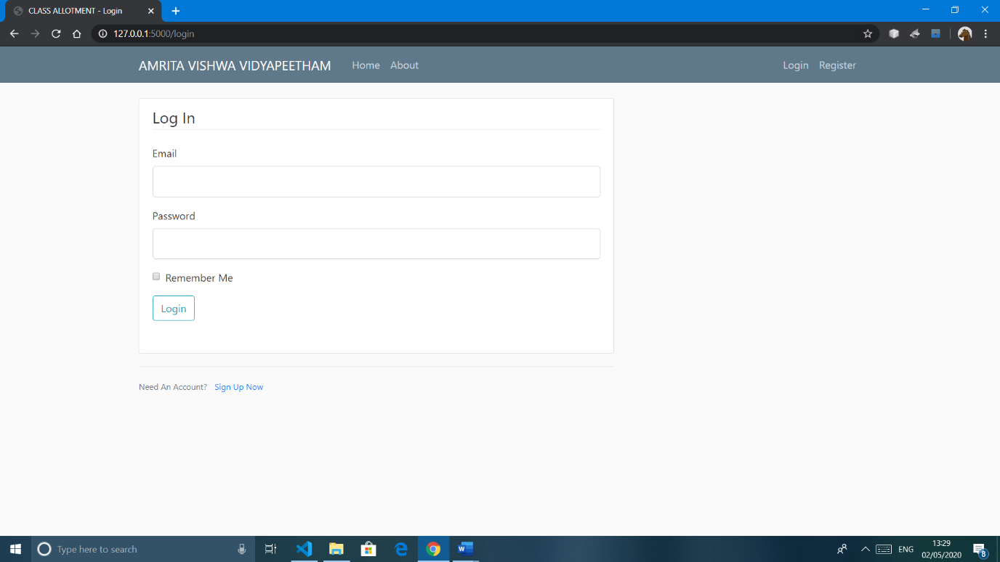 CLASS ALLOTMENT - Login
127.0.0.1:5000/login
AMRITA VISHWA VIDYAPEETHAM Home About Login Register
Log In
Email
Password
Remember Me
Login
Need An Account? Sign Up Now
Type here to search
ENG
13:29
02/05/2020
8